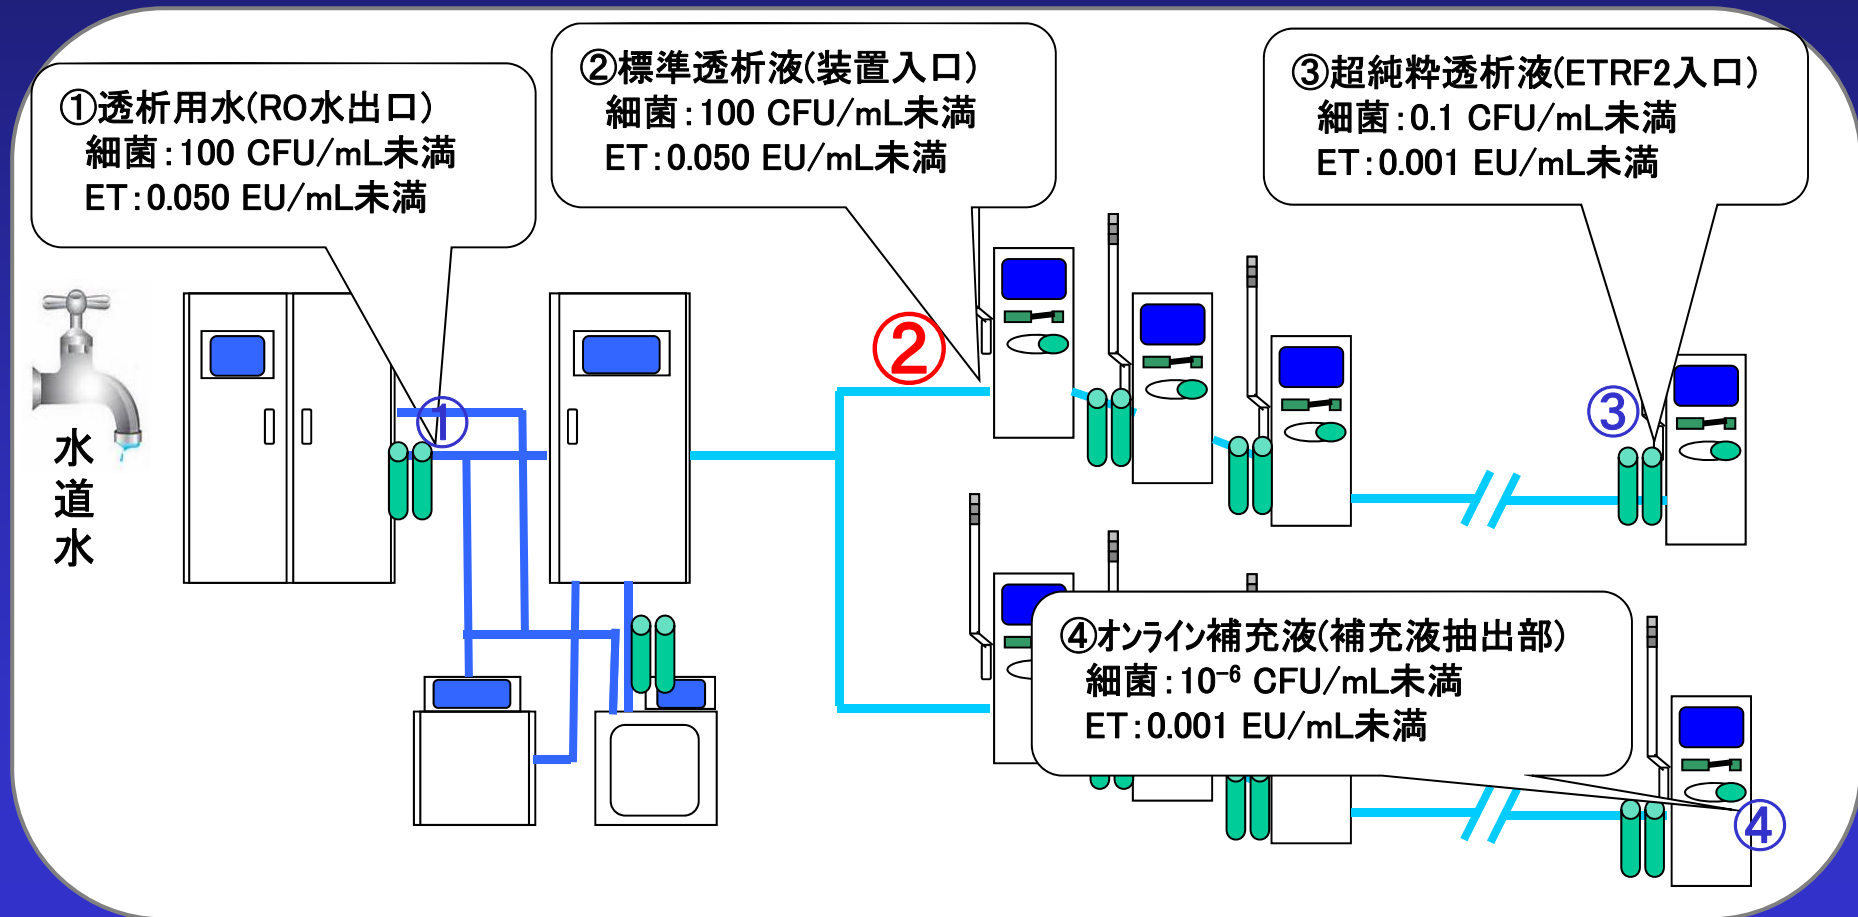 ①透析用水(RO水出口)
細菌:100 CFU/mL未満
ET:0.050 EU/mL未満
②標準透析液(装置入口)
細菌:100 CFU/mL未満
ET:0.050 EU/mL未満
③超純粋透析液(ETRF2入口)
細菌:0.1 CFU/mL未満
ET:0.001 EU/mL未満
水道水
①
②
③
④オンライン補充液(補充液抽出部)
細菌:10⁻⁶ CFU/mL未満
ET:0.001 EU/mL未満
④